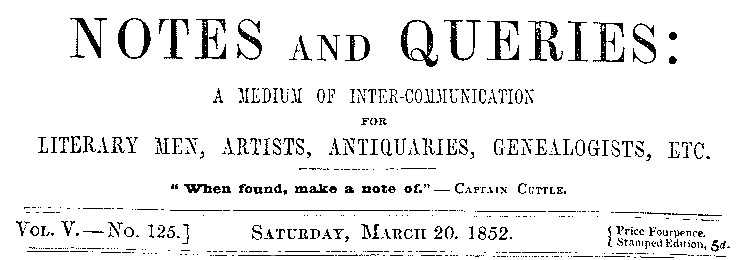 NOTES AND QUERIES:
A MEDIUM OF INTER-COMMUNICATION
FOR
LITERARY MEN, ARTISTS, ANTIQUARIES, GENEALOGISTS, ETC.
"When found, make a note of."—CAPTAIN CUTTLE.
VOL. V.—No. 125.] SATURDAY, MARCH 20. 1852. { Price Fourpence.
{ Stamped Edition, 5d.